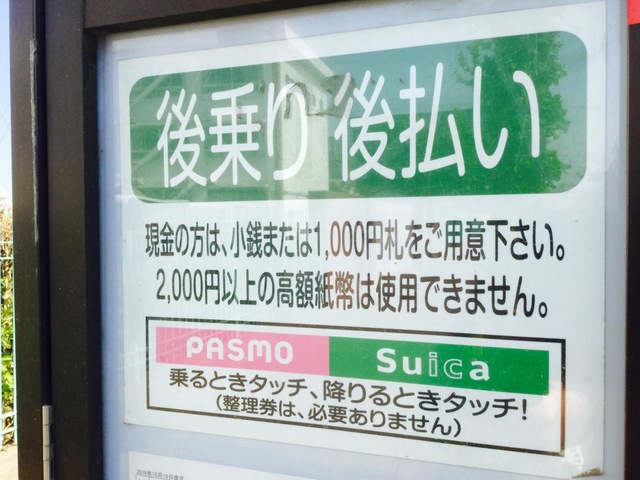 後乗り 後払い
現金の方は、小銭または1,000円札をご用意下さい。
2,000円以上の高額紙幣は使用できません。
PASMO Suica
乗るときタッチ、降りるときタッチ!
(整理券は、必要ありません)